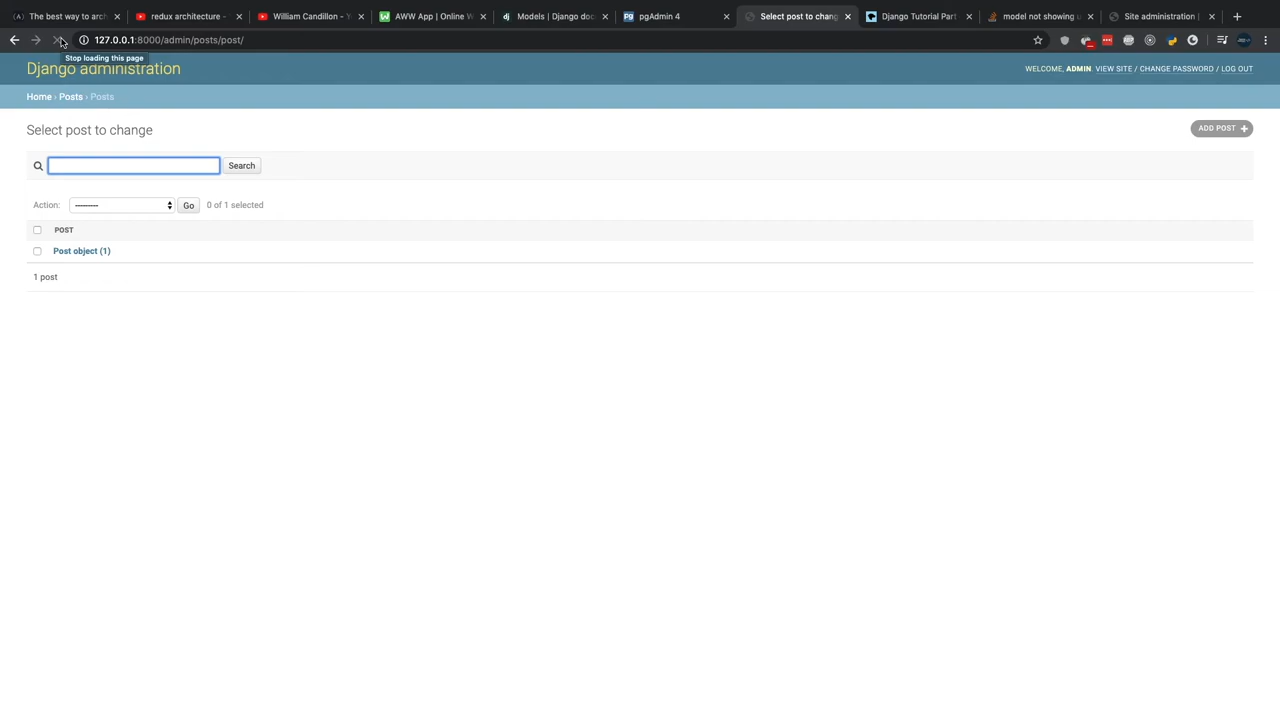 The best way to arch
redux architecture -
William Candillon - Y
AWW App | Online W
dj Models | Django doc
Pg pgAdmin 4
Select post to chang
Django Tutorial Part
model not showing u
Site administration |
127.0.0.1:8000/admin/posts/post/
Stop loading this page
Django administration
WELCOME, ADMIN. VIEW SITE / CHANGE PASSWORD / LOG OUT
Home › Posts › Posts
Select post to change
ADD POST +
Search
Action: --------- Go 0 of 1 selected
POST
Post object (1)
1 post